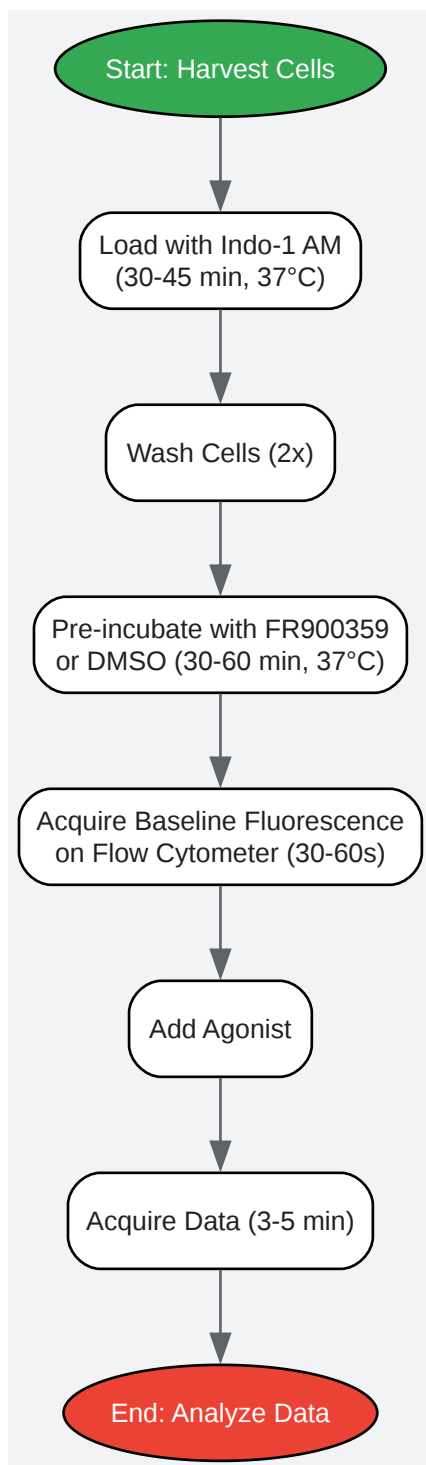 Start: Harvest Cells
Load with Indo-1 AM
(30-45 min, 37°C)
Wash Cells (2x)
Pre-incubate with FR900359
or DMSO (30-60 min, 37°C)
Acquire Baseline Fluorescence
on Flow Cytometer (30-60s)
Add Agonist
Acquire Data (3-5 min)
End: Analyze Data